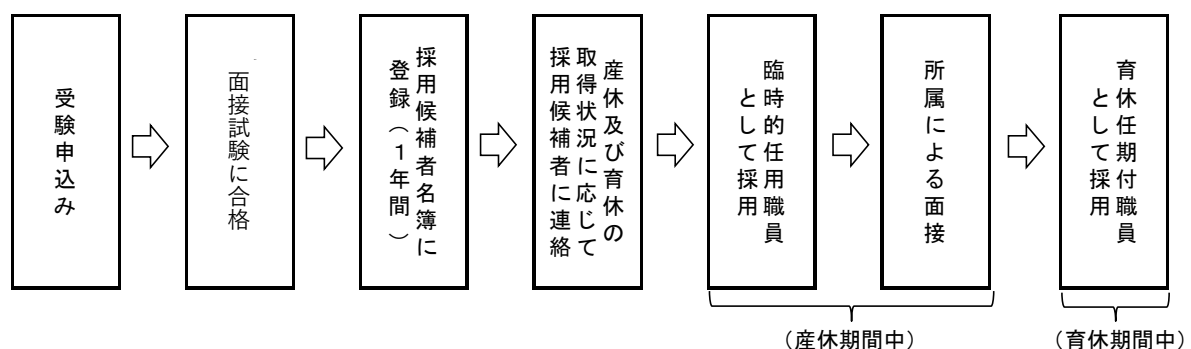 受験申込み
面接試験に合格
採用候補者名簿に
登録（１年間）
産休及び育休の
取得状況に応じて
採用候補者に連絡
臨時的任用職員
として採用
所属による面接
育休任期付職員
として採用
（産休期間中）
（育休期間中）